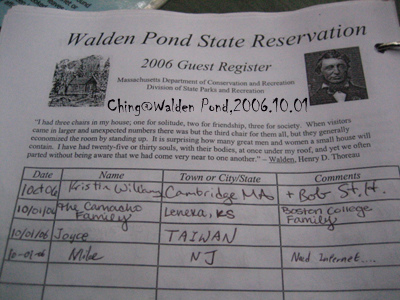 Walden Pond State Reservation
2006 Guest Register
Massachusetts Department of Conservation and Recreation
Division of State Parks and Recreation
Ching@Walden Pond,2006.10.01
"I had three chairs in my house; one for solitude, two for friendship, three for society. When visitors
came in larger and unexpected numbers there was but the third chair for them all, but they generally
economized the room by standing up. It is surprising how many great men and women a small house will
contain. I have had twenty-five or thirty souls, with their bodies, at once under my roof, and yet we often
parted without being aware that we had come very near to one another." – Walden, Henry D. Thoreau
Date Name Town or City/State Comments
1 Oct 06 Kristin Cambridge MA + Bob St. H.
10/01/06 The Camacho Family Lenexa, KS Boston College Family
10/01/06 Joyce TAIWAN
10-01-06 Mike NJ Need Internet....